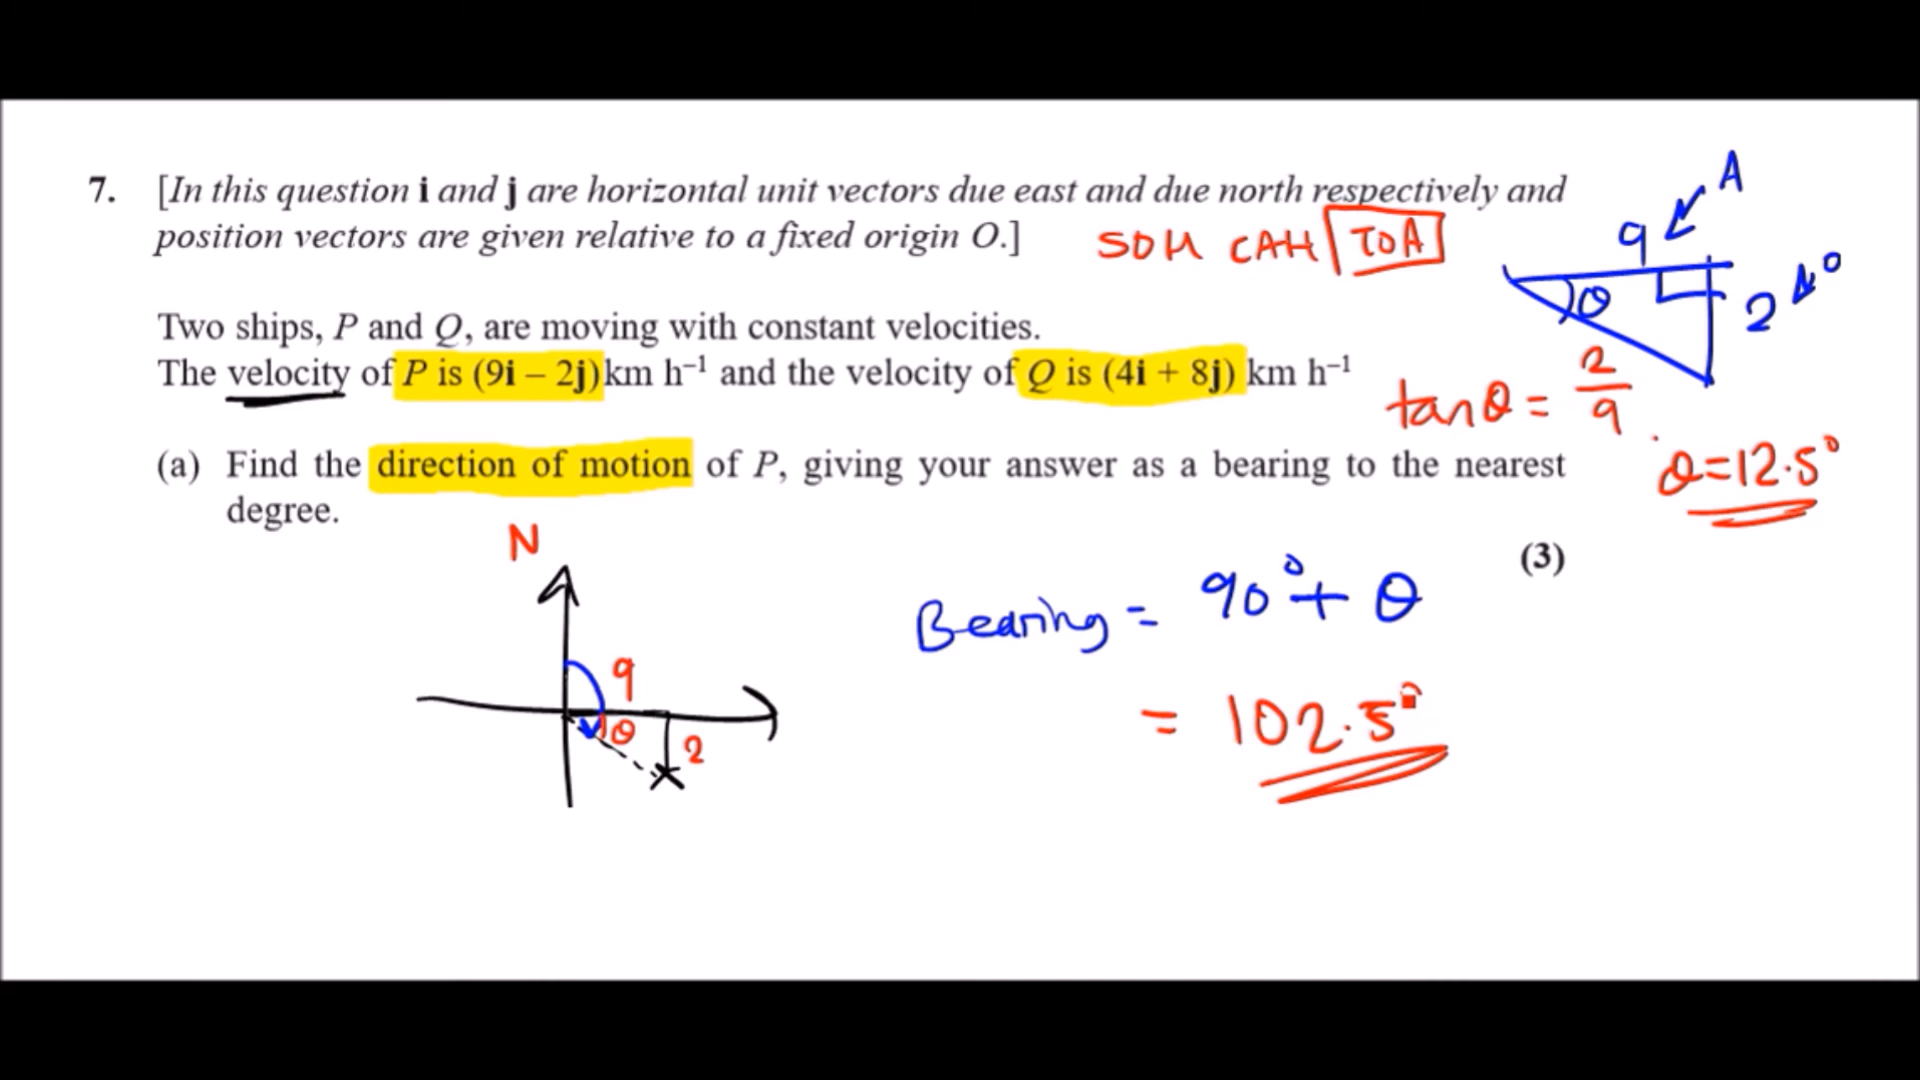 7. [In this question i and j are horizontal unit vectors due east and due north respectively and
position vectors are given relative to a fixed origin O.]
SOH CAH TOA
A
9
O
θ
2
Two ships, P and Q, are moving with constant velocities.
The velocity of P is (9i – 2j) km h⁻¹ and the velocity of Q is (4i + 8j) km h⁻¹
tanθ = 2/9
θ=12.5°
(a) Find the direction of motion of P, giving your answer as a bearing to the nearest
degree.
(3)
N
9
θ
2
Bearing = 90° + θ
= 102.5°